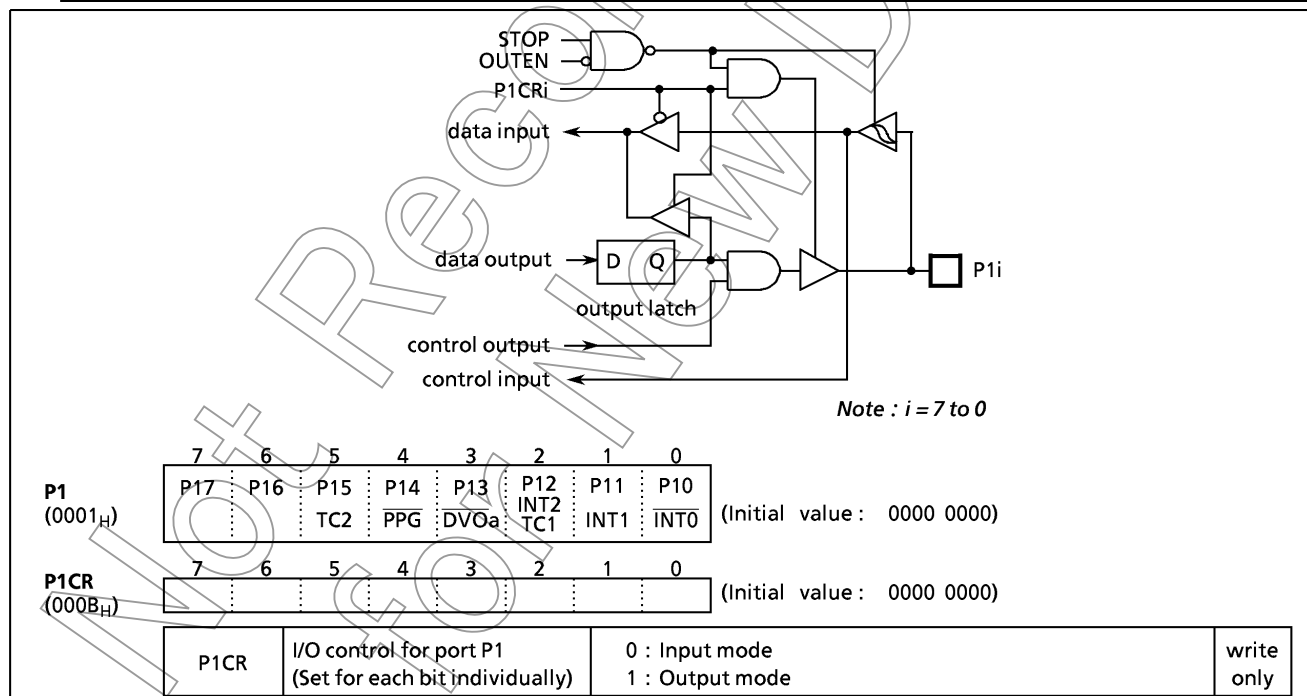 STOP
OUTEN
P1CRi
data input
data output
D Q
P1i
output latch
control output
control input
Note : i = 7 to 0
7 6 5 4 3 2 1 0
P1
(0001H)
P17 P16 P15 P14 P13 P12 P11 P10
TC2 PPG DVOa INT2 TC1 INT1 INT0
(Initial value : 0000 0000)
7 6 5 4 3 2 1 0
P1CR
(000BH)
(Initial value : 0000 0000)
P1CR
I/O control for port P1
(Set for each bit individually)
0 : Input mode
1 : Output mode
write
only
Not Recom
for New D